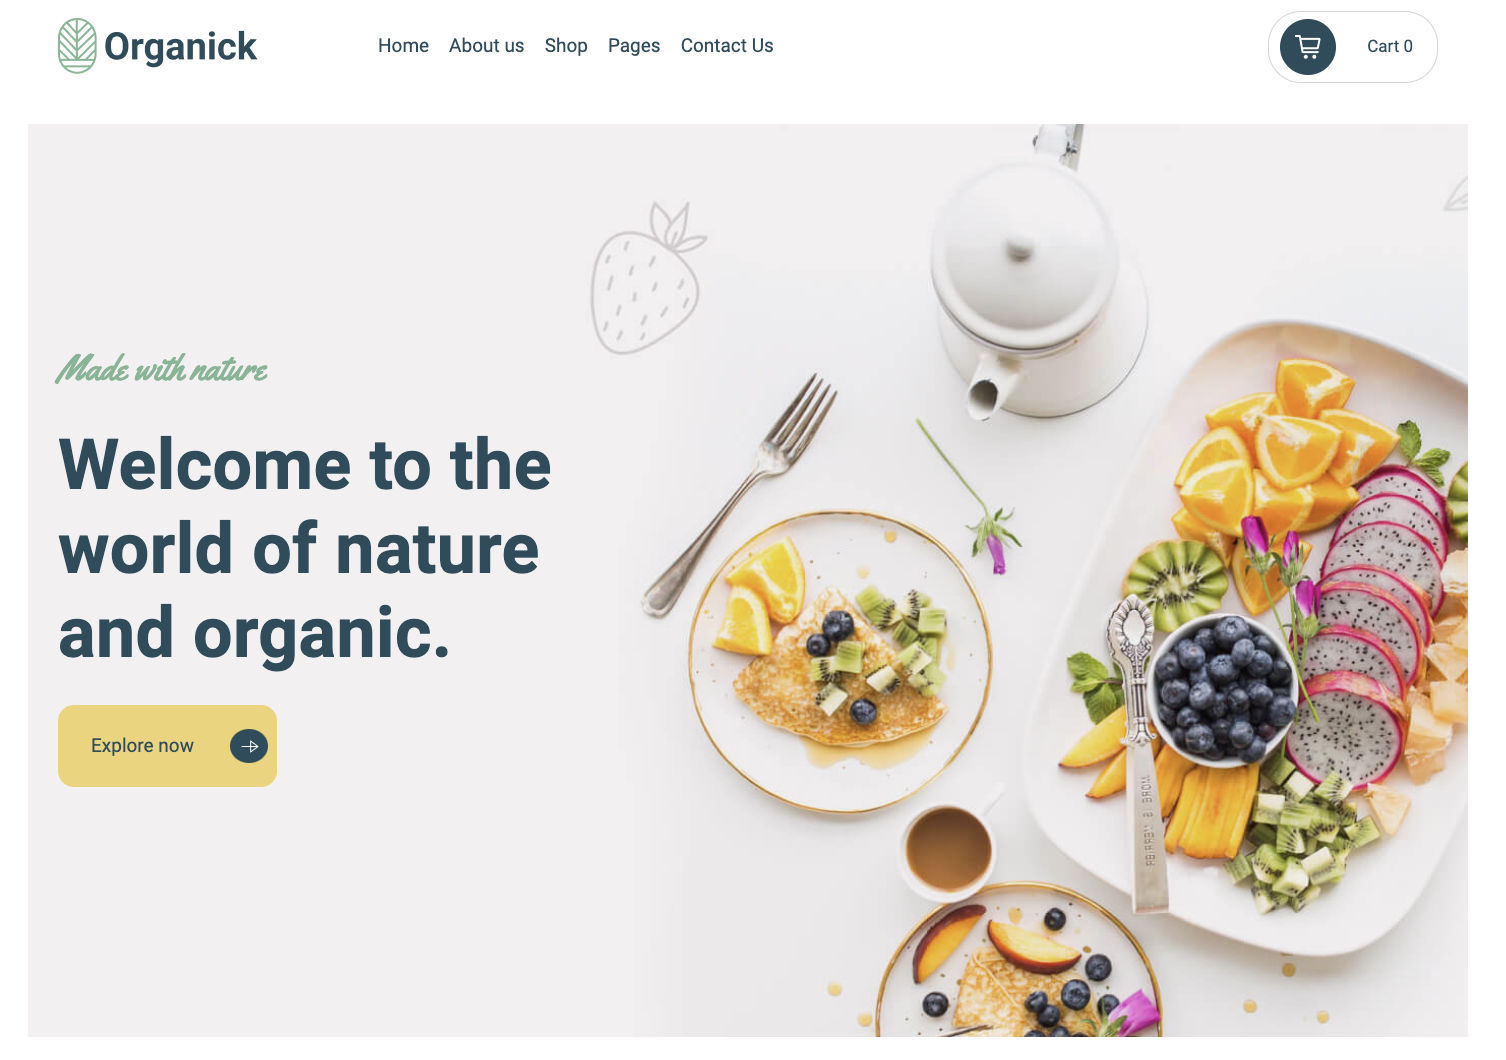 Organick
Home About us Shop Pages Contact Us
Cart 0
Made with nature
Welcome to the
world of nature
and organic.
Explore now